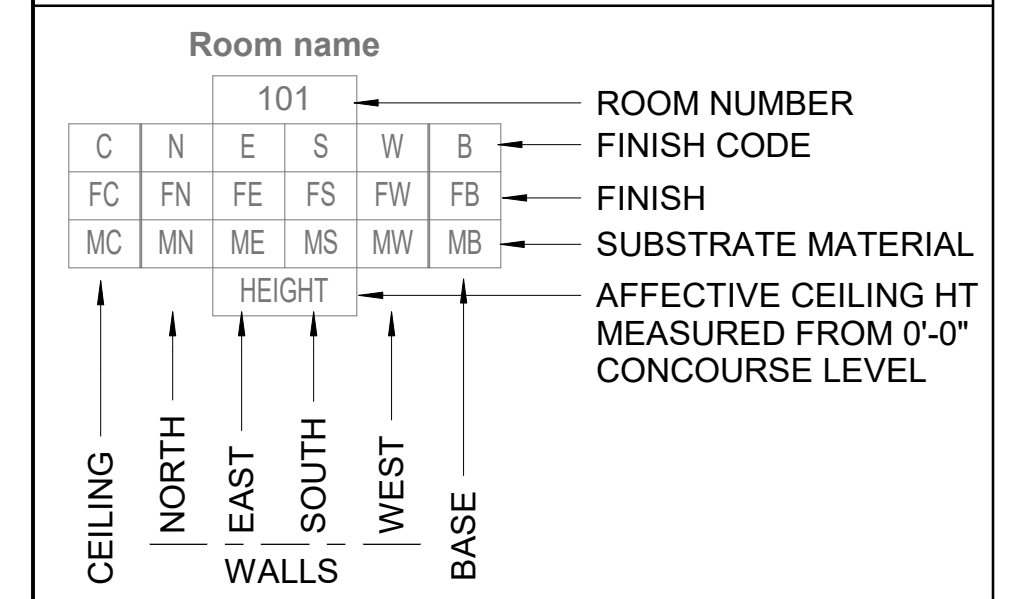 Room name
101
ROOM NUMBER
C N E S W B
FINISH CODE
FC FN FE FS FW FB
FINISH
MC MN ME MS MW MB
SUBSTRATE MATERIAL
HEIGHT
AFFECTIVE CEILING HT
MEASURED FROM 0'-0"
CONCOURSE LEVEL
CEILING
NORTH
EAST
SOUTH
WEST
BASE
WALLS